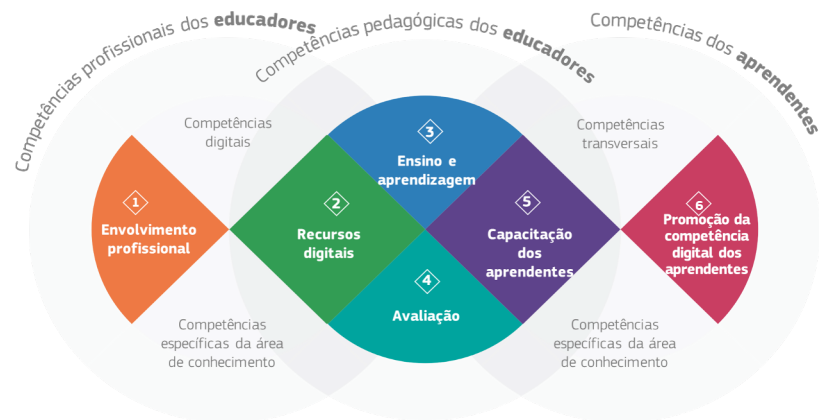 Competências profissionais dos educadores
Competências pedagógicas dos educadores
Competências dos aprendentes
Competências
digitais
Competências
transversais
1
Envolvimento
profissional
2
Recursos
digitais
3
Ensino e
aprendizagem
4
Avaliação
5
Capacitação
dos
aprendentes
6
Promoção da
competência
digital dos
aprendentes
Competências
específicas da área
de conhecimento
Competências
específicas da área
de conhecimento